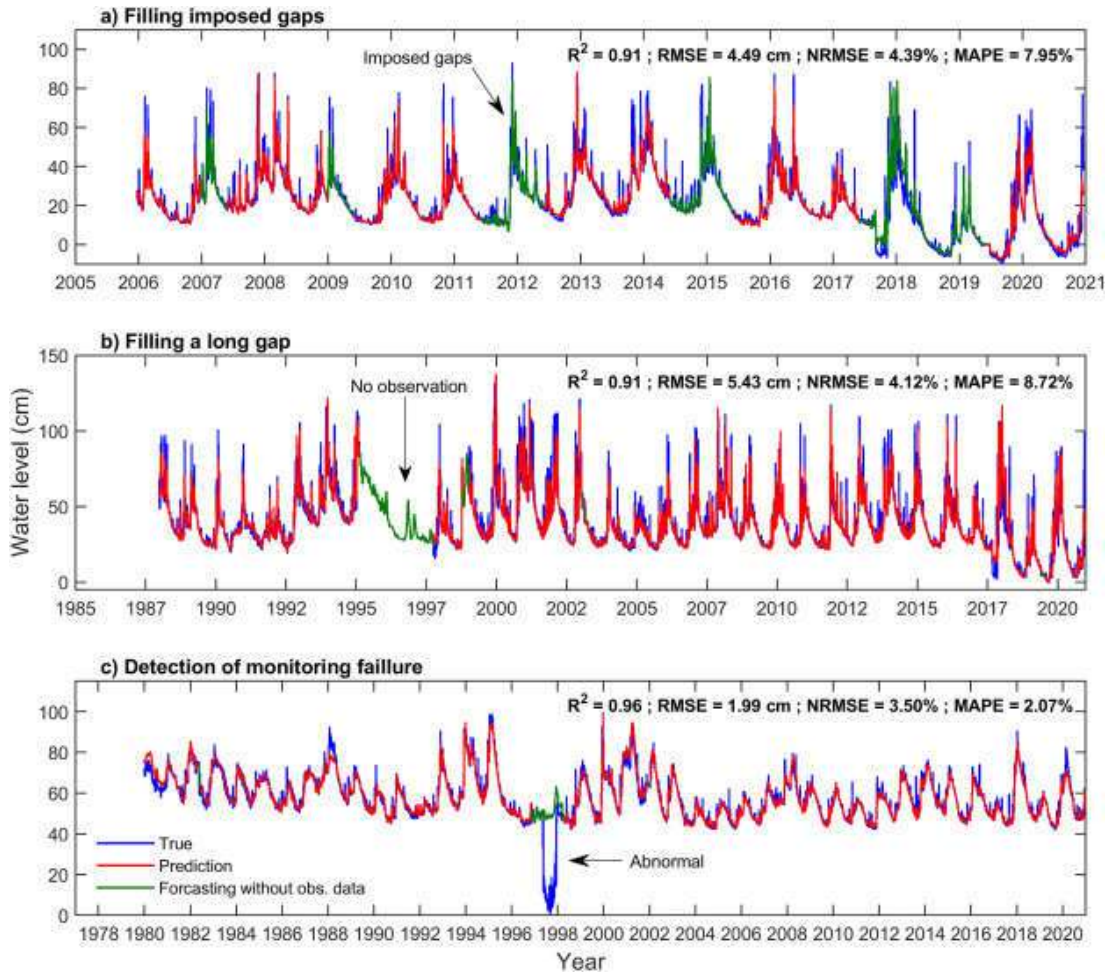 a) Filling imposed gaps
R² = 0.91 ; RMSE = 4.49 cm ; NRMSE = 4.39% ; MAPE = 7.95%
Imposed gaps
100
80
60
40
20
0
2005 2006 2007 2008 2009 2010 2011 2012 2013 2014 2015 2016 2017 2018 2019 2020 2021
b) Filling a long gap
R² = 0.91 ; RMSE = 5.43 cm ; NRMSE = 4.12% ; MAPE = 8.72%
No observation
Water level (cm)
150
100
50
0
1985 1987 1990 1992 1995 1997 2000 2002 2005 2007 2010 2012 2015 2017 2020
c) Detection of monitoring faillure
R² = 0.96 ; RMSE = 1.99 cm ; NRMSE = 3.50% ; MAPE = 2.07%
100
80
60
40
20
0
True
Prediction
Forcasting without obs. data
Abnormal
1978 1980 1982 1984 1986 1988 1990 1992 1994 1996 1998 2000 2002 2004 2006 2008 2010 2012 2014 2016 2018 2020
Year